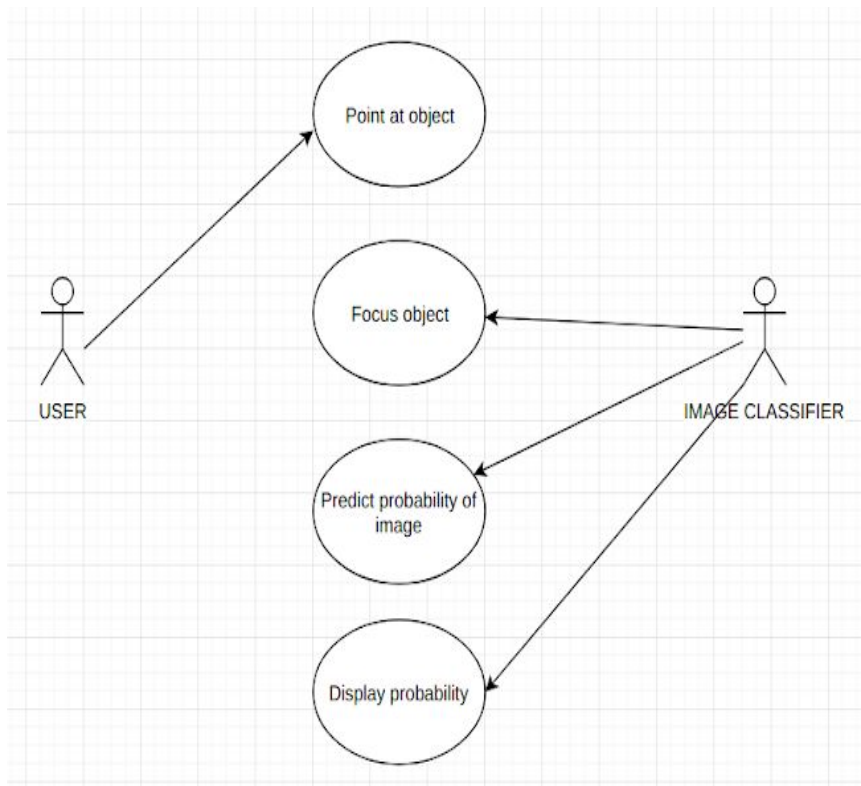 Point at object
Focus object
USER
IMAGE CLASSIFIER
Predict probability of
image
Display probability